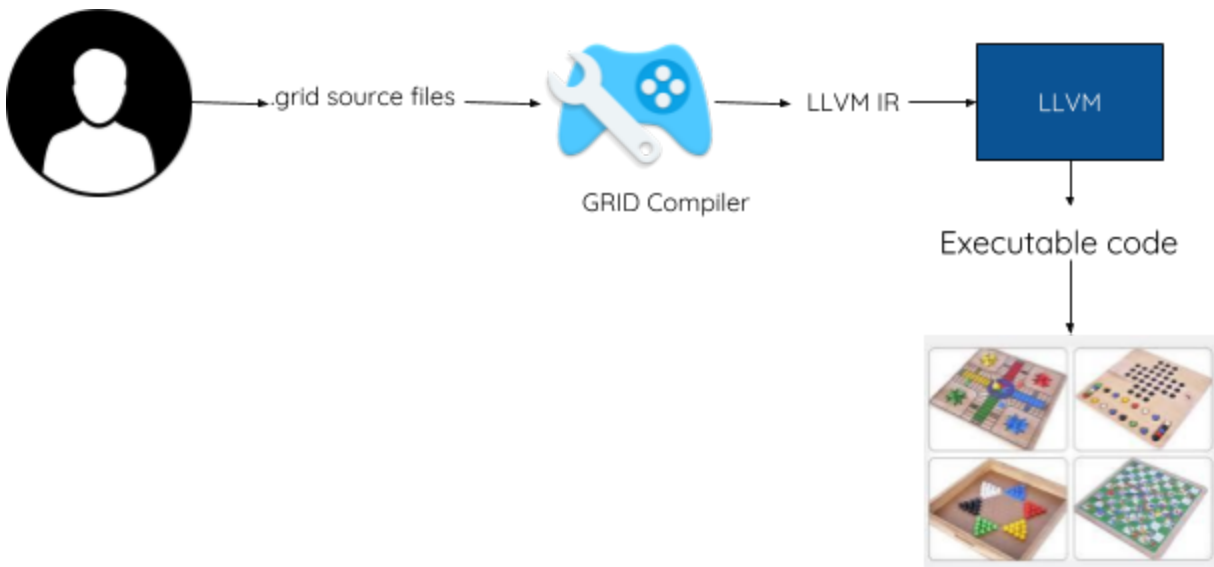 .grid source files
LLVM IR
LLVM
GRID Compiler
Executable code